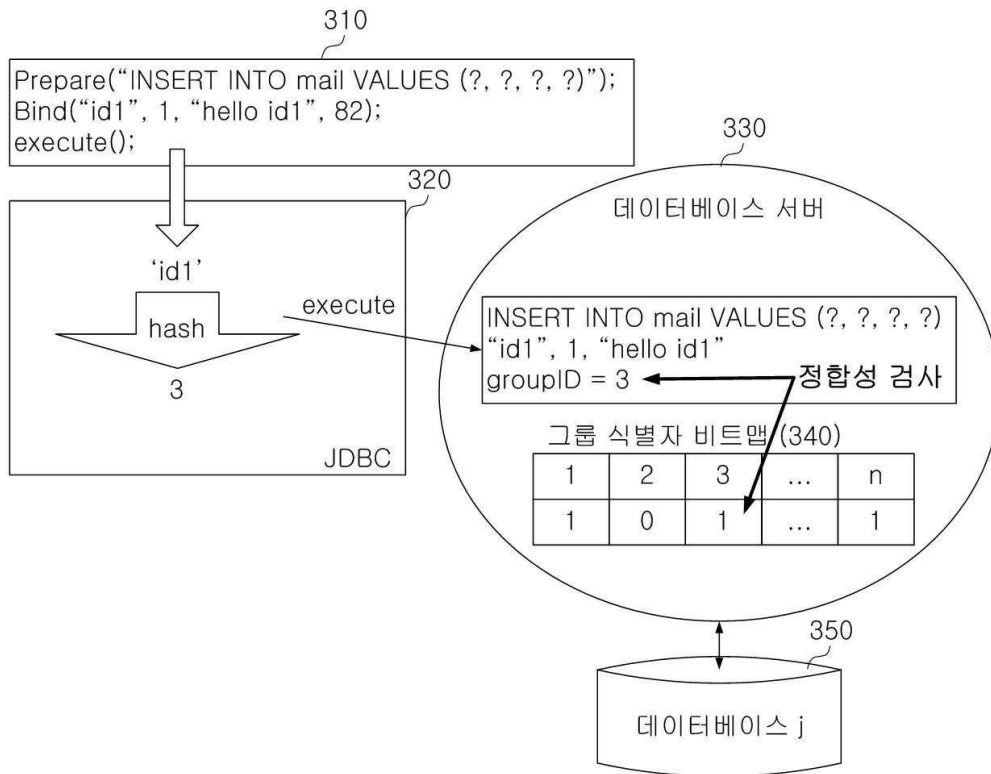 310
Prepare(“INSERT INTO mail VALUES (?, ?, ?, ?)”);
Bind(“id1”, 1, “hello id1”, 82);
execute();
320
‘id1’
hash
3
JDBC
execute
330
데이터베이스 서버
INSERT INTO mail VALUES (?, ?, ?, ?)
“id1”, 1, “hello id1”
groupID = 3
정합성 검사
그룹 식별자 비트맵 (340)
1 2 3 ... n
1 0 1 ... 1
350
데이터베이스 j